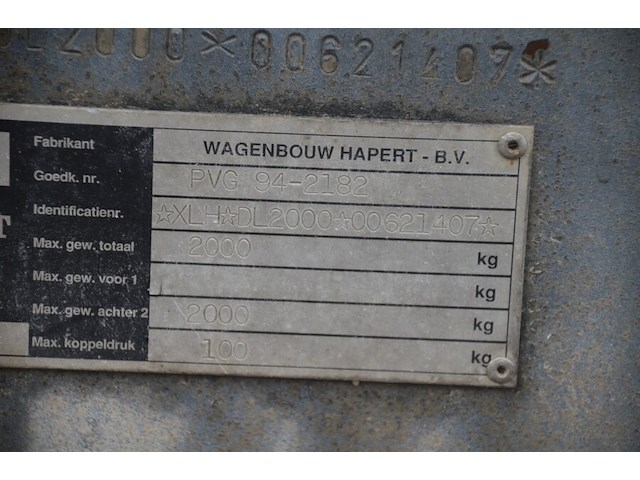 DL2000*00621407*
Fabrikant WAGENBOUW HAPERT - B.V.
Goedk. nr. PVG 94-2182
Identificatienr. ☆XLH☆DL2000☆00621407☆
Max. gew. totaal 2000 kg
Max. gew. voor 1 kg
Max. gew. achter 2 2000 kg
Max. koppeldruk 100 kg
T